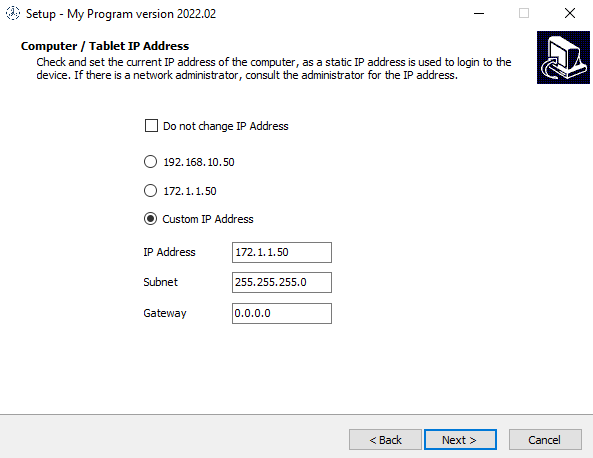 Setup - My Program version 2022.02
Computer / Tablet IP Address
Check and set the current IP address of the computer, as a static IP address is used to login to the
device. If there is a network administrator, consult the administrator for the IP address.
Do not change IP Address
192.168.10.50
172.1.1.50
Custom IP Address
IP Address 172.1.1.50
Subnet 255.255.255.0
Gateway 0.0.0.0
< Back Next > Cancel